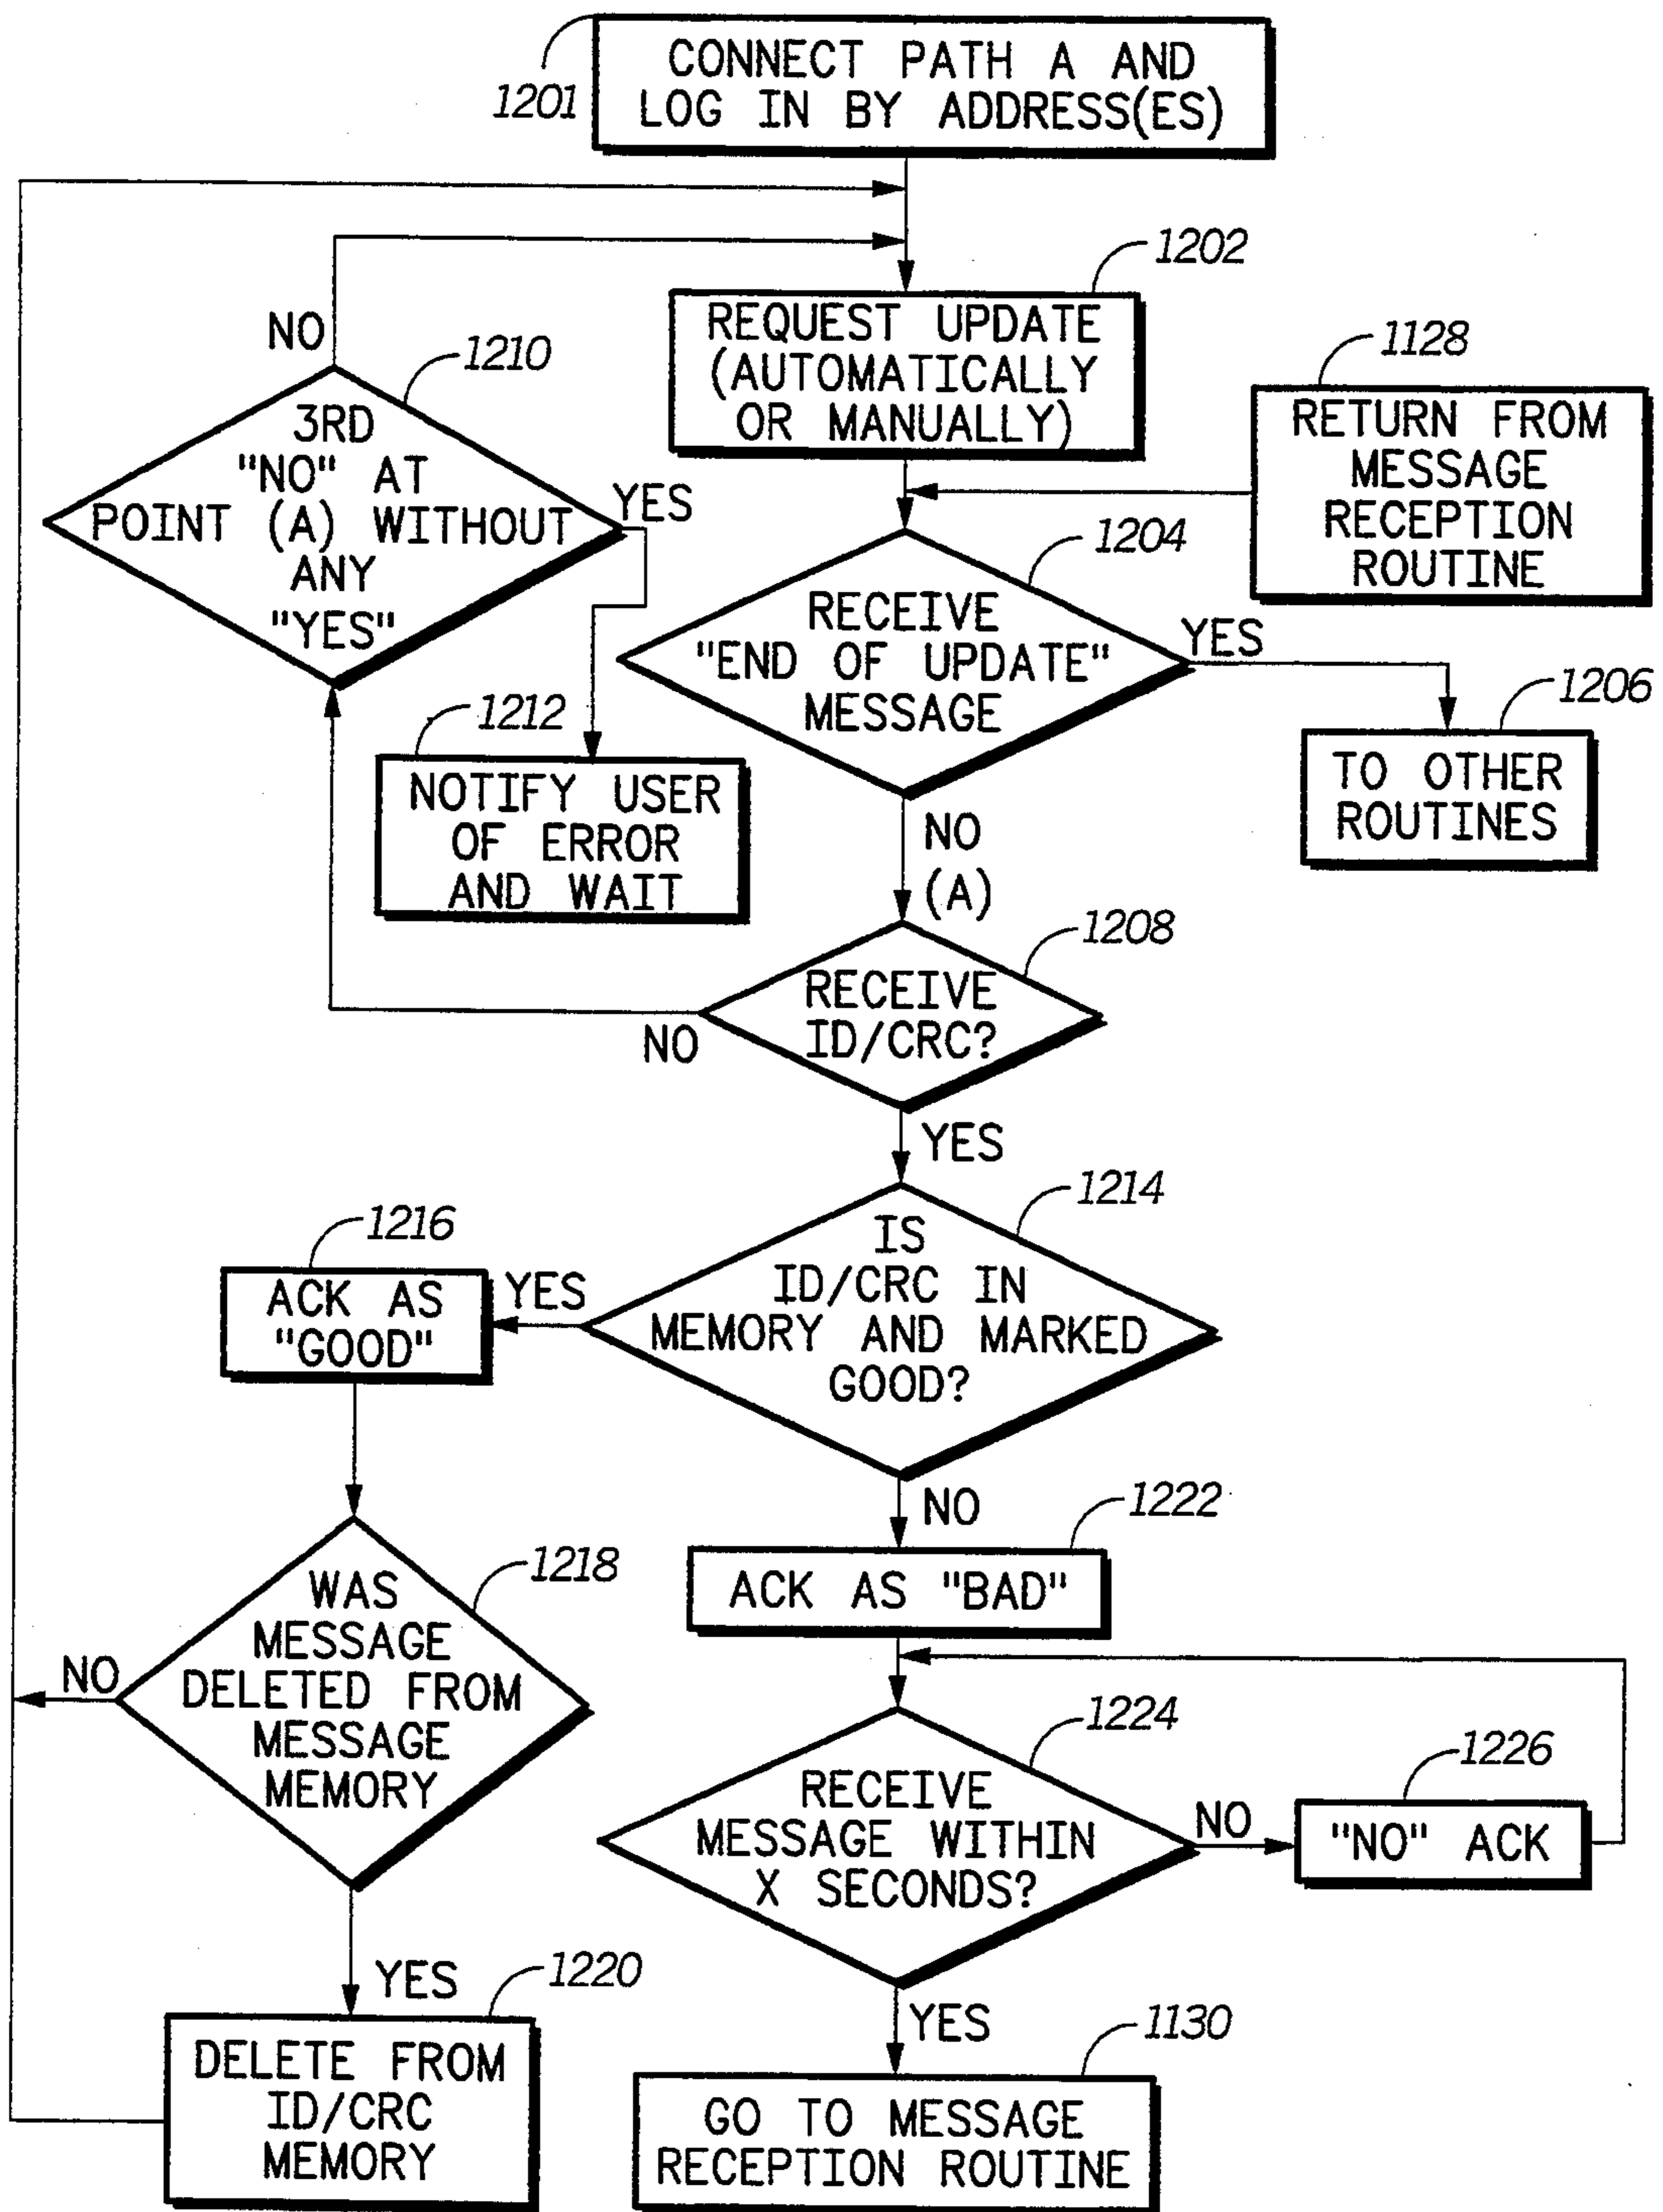 1201
CONNECT PATH A AND
LOG IN BY ADDRESS(ES)
1202
REQUEST UPDATE
(AUTOMATICALLY
OR MANUALLY)
1128
RETURN FROM
MESSAGE
RECEPTION
ROUTINE
NO
1210
3RD
"NO" AT
POINT (A) WITHOUT
ANY
"YES"
YES
1204
RECEIVE
"END OF UPDATE"
MESSAGE
YES
1206
TO OTHER
ROUTINES
1212
NOTIFY USER
OF ERROR
AND WAIT
NO
(A)
1208
RECEIVE
ID/CRC?
NO
YES
1214
IS
ID/CRC IN
MEMORY AND MARKED
GOOD?
YES
1216
ACK AS
"GOOD"
NO
1222
ACK AS "BAD"
1218
WAS
MESSAGE
DELETED FROM
MESSAGE
MEMORY
NO
YES
1220
DELETE FROM
ID/CRC
MEMORY
1224
RECEIVE
MESSAGE WITHIN
X SECONDS?
NO
1226
"NO" ACK
YES
1130
GO TO MESSAGE
RECEPTION ROUTINE